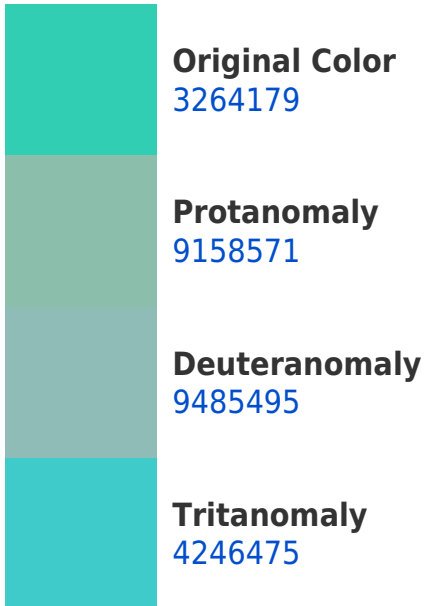 Original Color
3264179
Protanomaly
9158571
Deuteranomaly
9485495
Tritanomaly
4246475